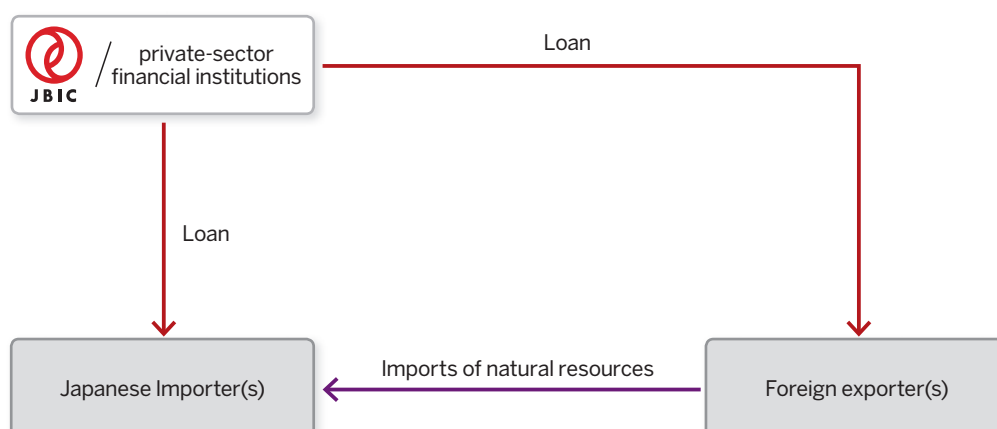 Loan
JBIC
/
private-sector
financial institutions
Loan
Imports of natural resources
Japanese Importer(s)
Foreign exporter(s)